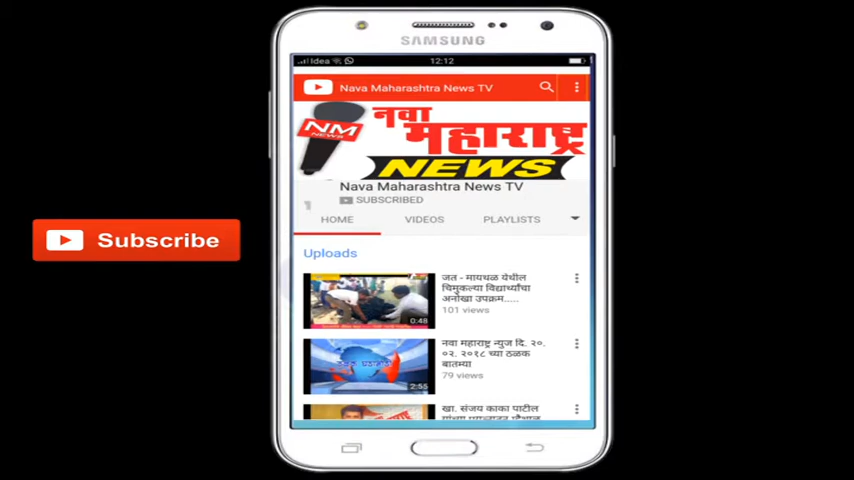 SAMSUNG
Idea 12:12
Nava Maharashtra News TV
NM
NEWS
नवा
महाराष्ट्र
NEWS
Nava Maharashtra News TV
SUBSCRIBED
HOME VIDEOS PLAYLISTS
Subscribe
Uploads
जत - मायथळ येथील
चिमुकल्या विद्यार्थ्यांचा
अनोखा उपक्रम.....
101 views
0:48
नवा महाराष्ट्र न्युज दि. २०.
०२. २०१८ च्या ठळक
बातम्या
79 views
2:55
खा. संजय काका पाटील